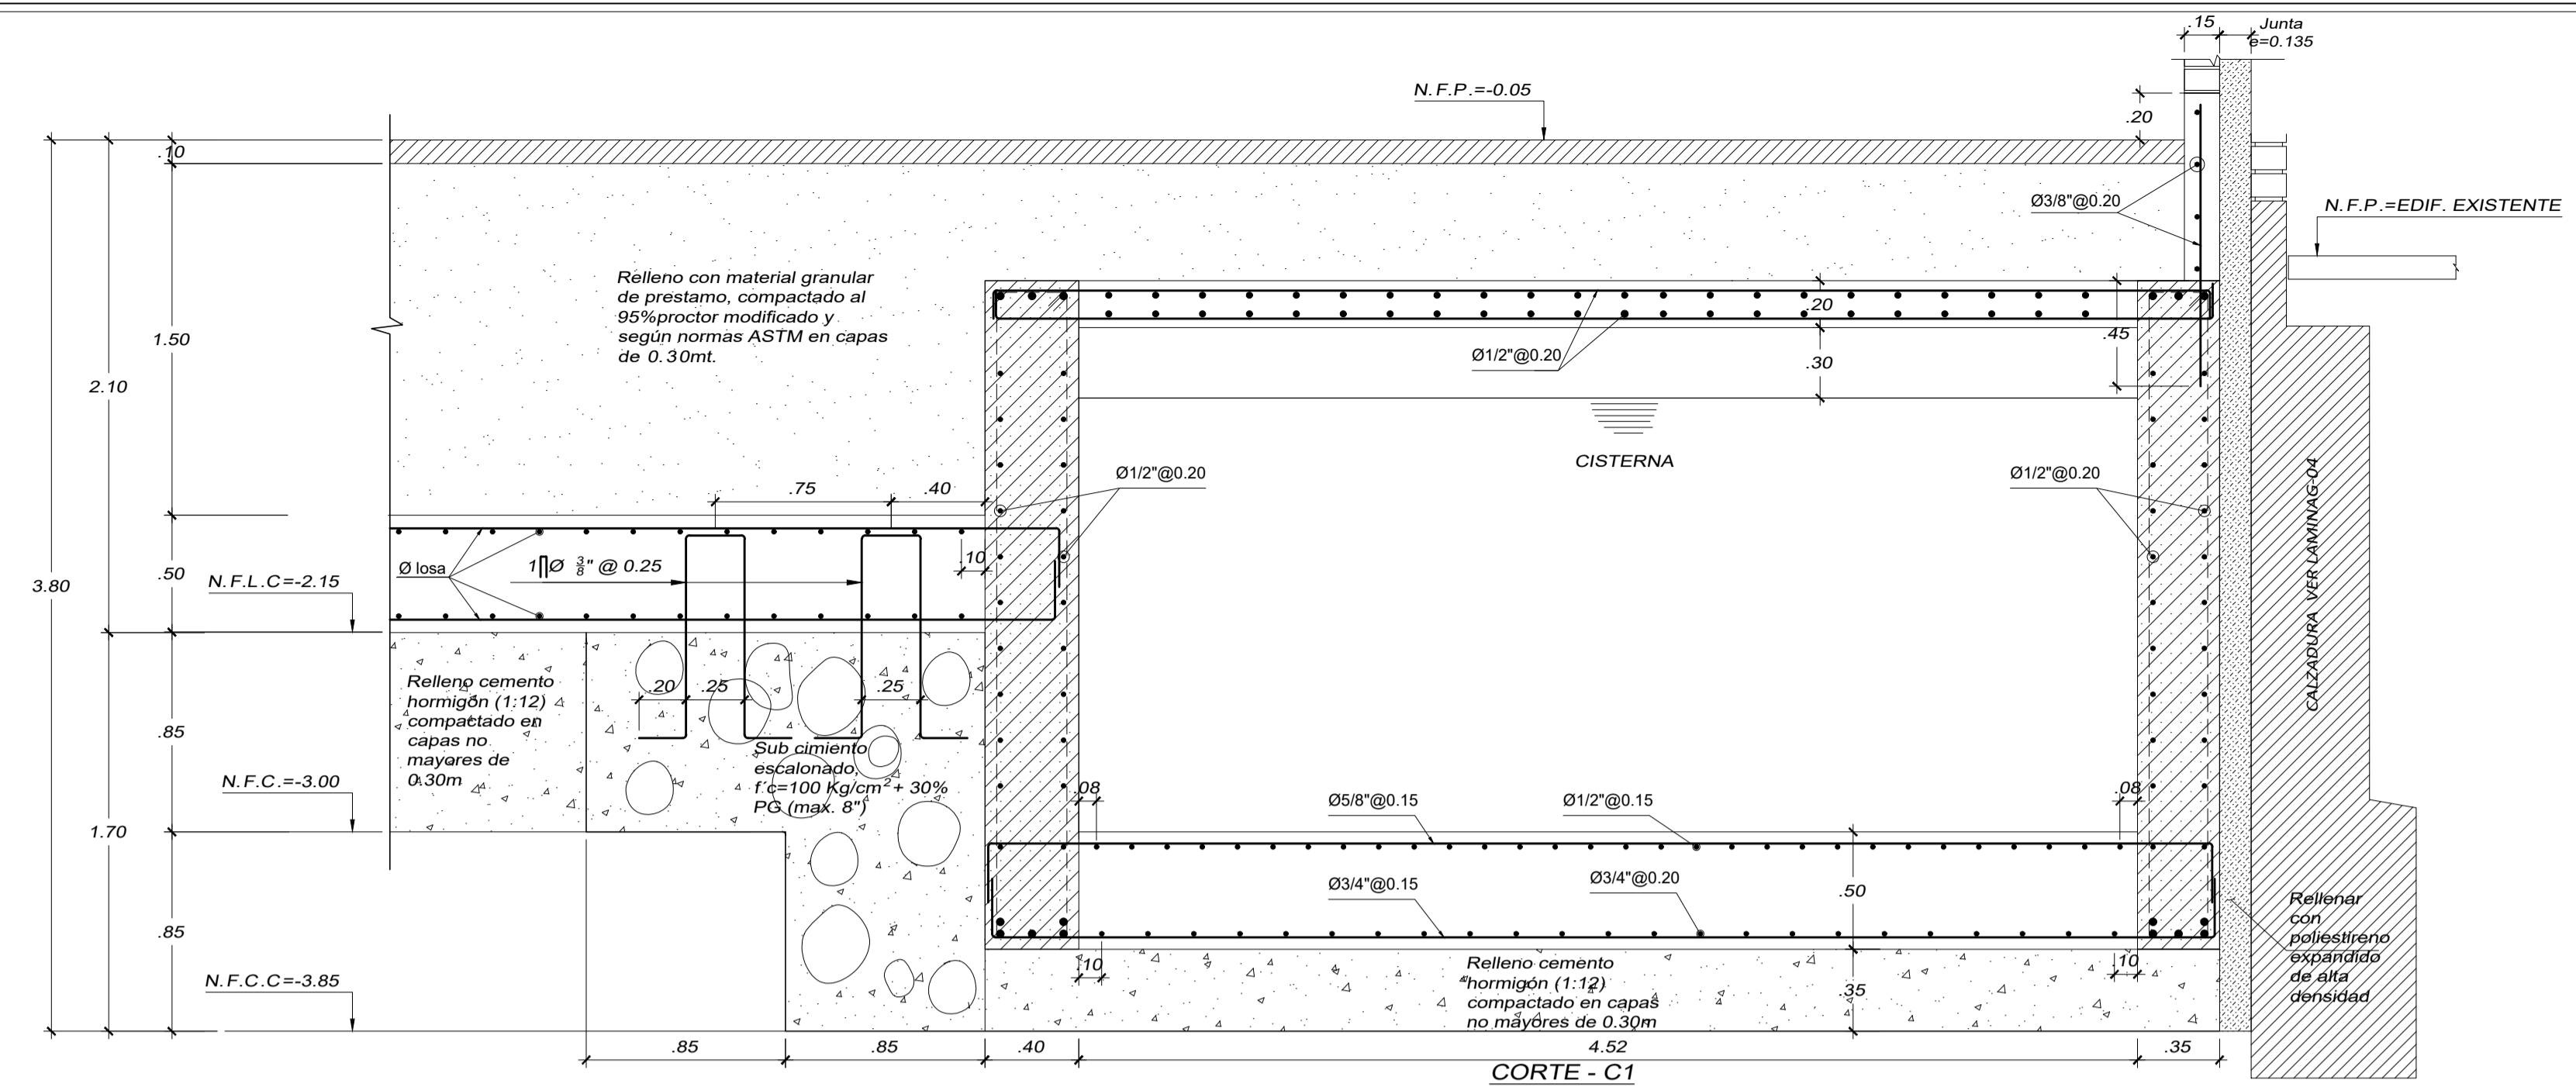 .15
Junta
e=0.135
N.F.P.=-0.05
.20
.10
Ø3/8"@0.20
N.F.P.=EDIF. EXISTENTE
Relleno con material granular
de prestamo, compactado al
95%proctor modificado y
según normas ASTM en capas
de 0.30mt.
.20
.45
1.50
Ø1/2"@0.20
.30
2.10
CISTERNA
Ø1/2"@0.20
Ø1/2"@0.20
.75
.40
CALZADURA VER LAMINAG-04
Ø losa
1∏Ø 3/8" @ 0.25
.10
.50
3.80
N.F.L.C=-2.15
Relleno cemento
hormigón (1:12)
compactado en
capas no
mayores de
0.30m
.20
.25
.25
.85
Sub cimiento
escalonado,
f´c=100 Kg/cm²+ 30%
PG (max. 8")
N.F.C.=-3.00
.08
Ø5/8"@0.15
Ø1/2"@0.15
.08
1.70
Ø3/4"@0.15
Ø3/4"@0.20
.50
Rellenar
con
poliestireno
expandido
de alta
densidad
.85
.10
Relleno cemento
hormigón (1:12)
compactado en capas
no mayores de 0.30m
.10
.35
N.F.C.C=-3.85
.85
.85
.40
4.52
.35
CORTE - C1